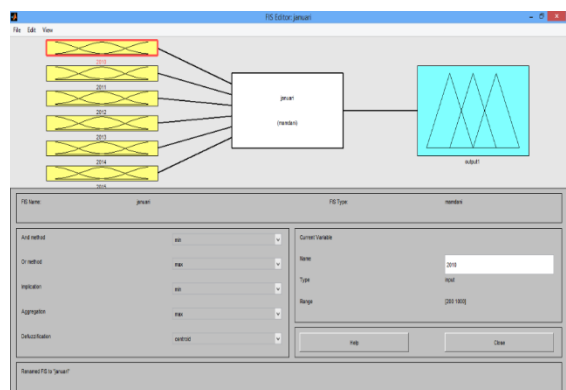 FIS Editor: januari
File Edit View
2010
2011
2012
2013
2014
2015
januari
(mamdani)
output1
FIS Name: januari FIS Type: mamdani
And method min
Or method max
Implication min
Aggregation max
Defuzzification centroid
Current Variable
Name 2010
Type input
Range
Help Close
Renamed FIS to "januari"